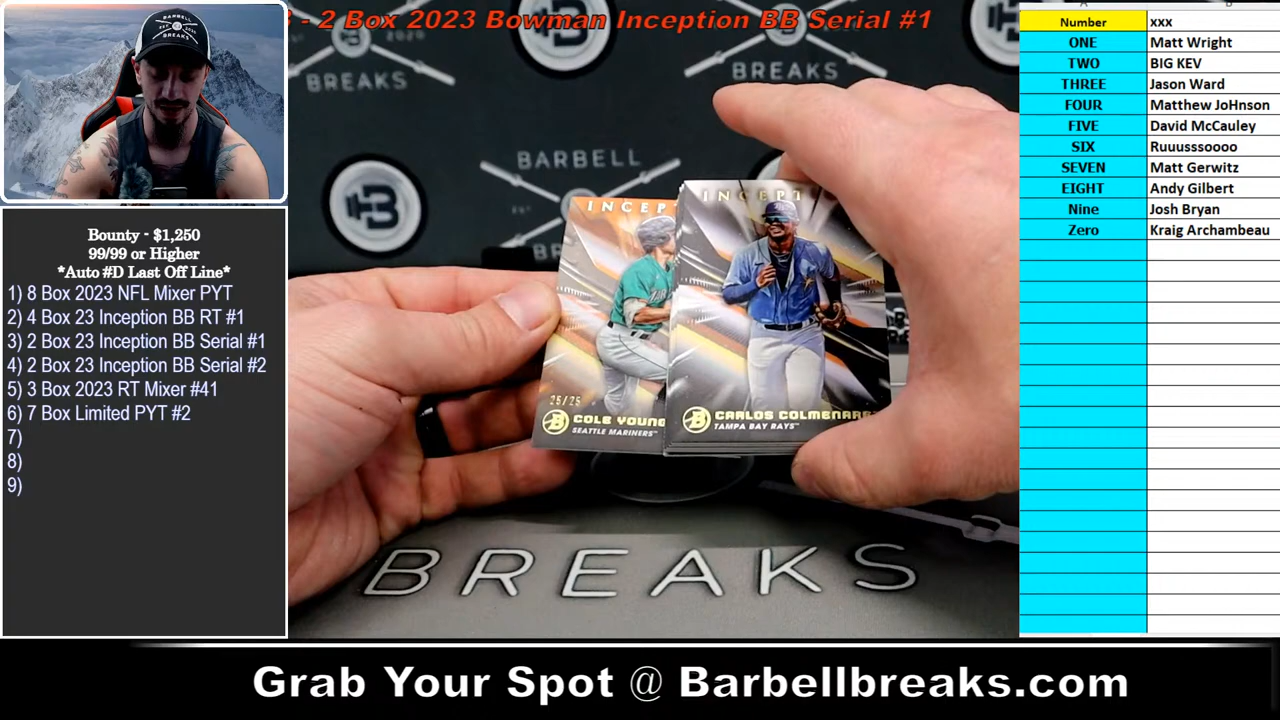 - 2 Box 2023 Bowman Inception BB Serial #1
BARBELL
BREAKS
Bounty - $1,250
99/99 or Higher
*Auto #D Last Off Line*
1) 8 Box 2023 NFL Mixer PYT
2) 4 Box 23 Inception BB RT #1
3) 2 Box 23 Inception BB Serial #1
4) 2 Box 23 Inception BB Serial #2
5) 3 Box 2023 RT Mixer #41
6) 7 Box Limited PYT #2
7)
8)
9)
BREAKS
BREAKS
BARBELL
INCEP
25/25
COLE YOUNG
SEATTLE MARINERS™
INCEPT
CARLOS COLMENAR
TAMPA BAY RAYS™
BREAKS
Number xxx
ONE Matt Wright
TWO BIG KEV
THREE Jason Ward
FOUR Matthew JoHnson
FIVE David McCauley
SIX Ruuusssoooo
SEVEN Matt Gerwitz
EIGHT Andy Gilbert
Nine Josh Bryan
Zero Kraig Archambeau
Grab Your Spot @ Barbellbreaks.com